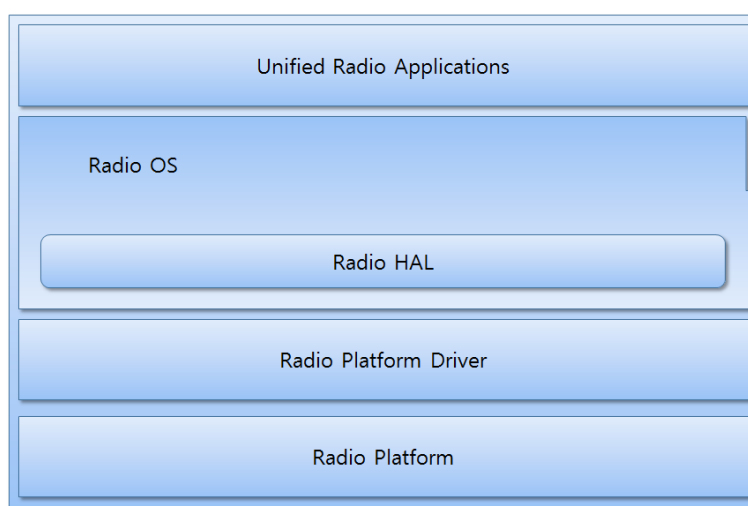 Unified Radio Applications
Radio OS
Radio HAL
Radio Platform Driver
Radio Platform